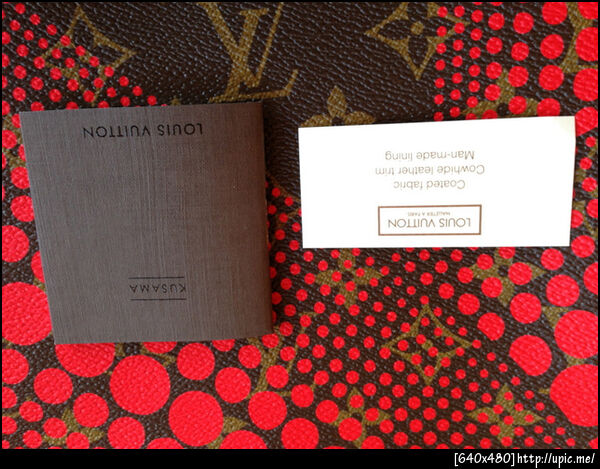 KUSAMA
LOUIS VUITTON
LOUIS VUITTON
MALLETIER A PARIS
Coated fabric
Cowhide leather trim
Man-made lining
[640x480]http://upic.me/